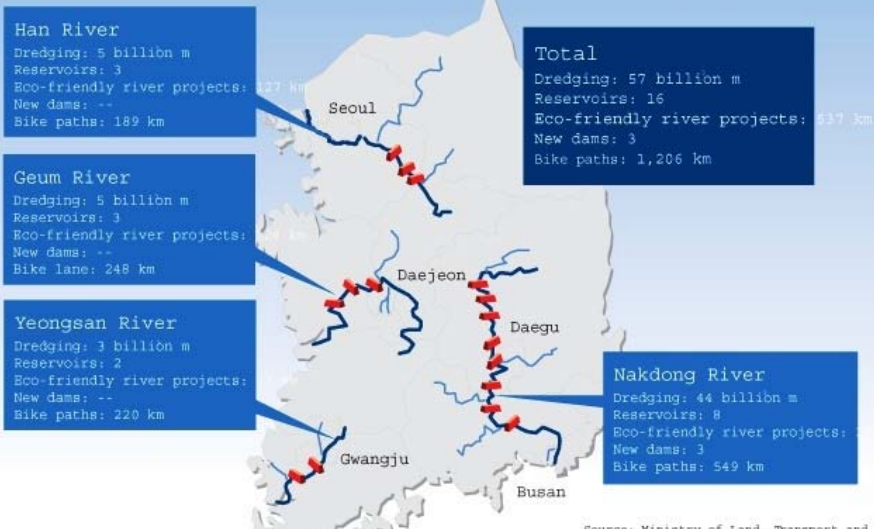 Han River
Dredging: 5 billion m
Reservoirs: 3
Eco-friendly river projects: 127 km
New dams: --
Bike paths: 189 km
Total
Dredging: 57 billion m
Reservoirs: 16
Eco-friendly river projects: 537 km
New dams: 3
Bike paths: 1,206 km
Seoul
Geum River
Dredging: 5 billion m
Reservoirs: 3
Eco-friendly river projects:
New dams: --
Bike lane: 248 km
Daejeon
Yeongsan River
Dredging: 3 billion m
Reservoirs: 2
Eco-friendly river projects:
New dams: --
Bike paths: 220 km
Daegu
Nakdong River
Dredging: 44 billion m
Reservoirs: 8
Eco-friendly river projects:
New dams: 3
Bike paths: 549 km
Gwangju
Busan
Source: Ministry of Land, Transport and